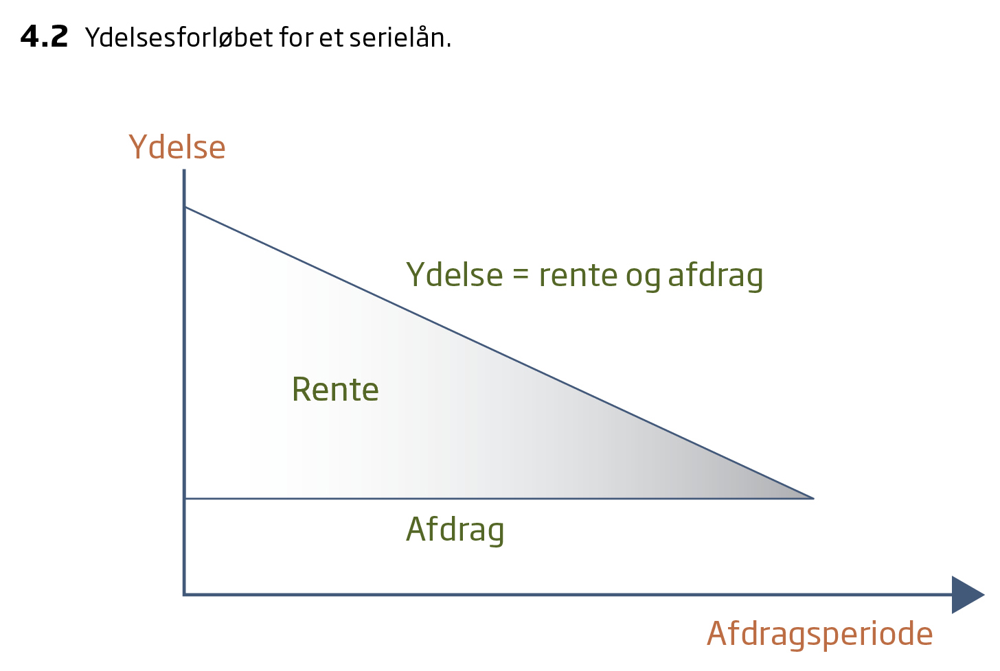 4.2 Ydelsesforløbet for et serielån.
Ydelse
Ydelse = rente og afdrag
Rente
Afdrag
Afdragsperiode